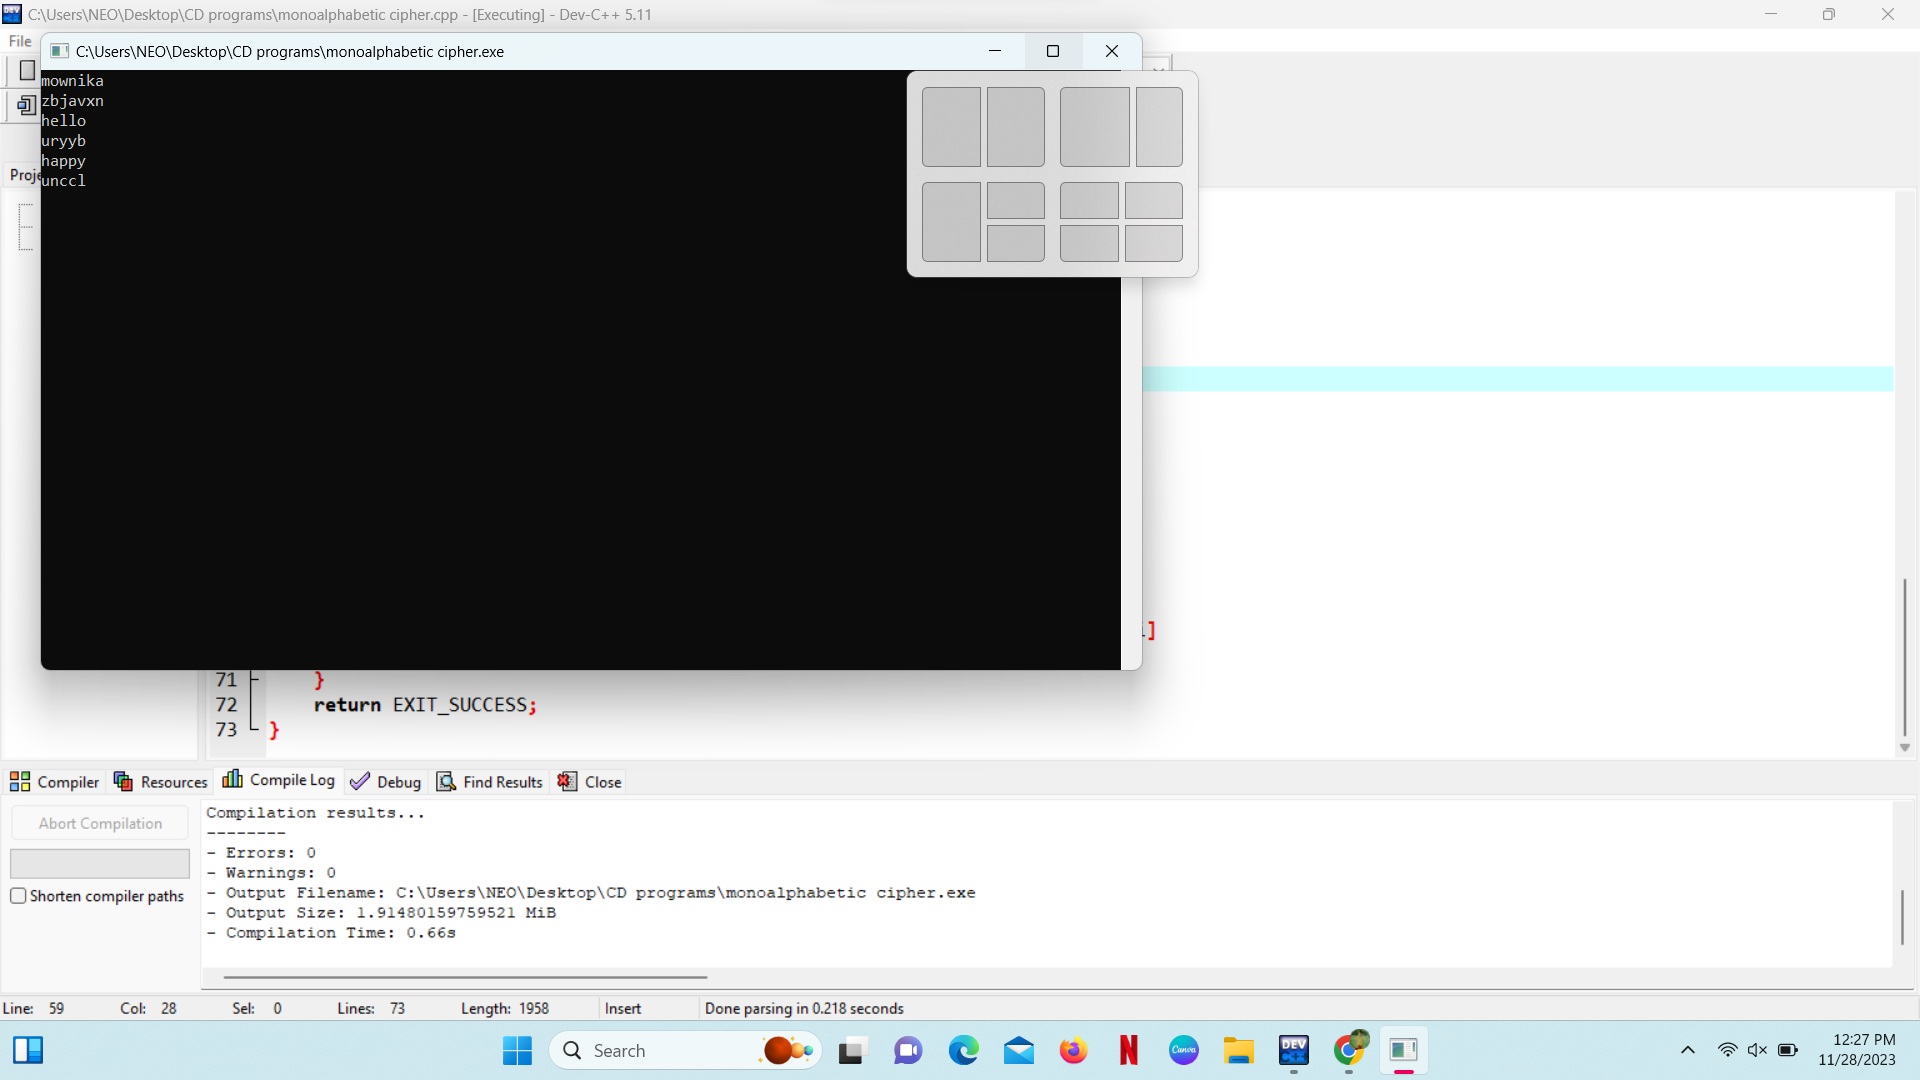 C:\Users\NEO\Desktop\CD programs\monoalphabetic cipher.cpp - [Executing] - Dev-C++ 5.11
File
C:\Users\NEO\Desktop\CD programs\monoalphabetic cipher.exe
mownika
zbjavxn
hello
uryyb
happy
unccl
]
71 }
72 return EXIT_SUCCESS;
73 }
Compiler Resources Compile Log Debug Find Results Close
Abort Compilation
Shorten compiler paths
Compilation results...
--------
- Errors: 0
- Warnings: 0
- Output Filename: C:\Users\NEO\Desktop\CD programs\monoalphabetic cipher.exe
- Output Size: 1.91480159759521 MiB
- Compilation Time: 0.66s
Line: 59 Col: 28 Sel: 0 Lines: 73 Length: 1958 Insert Done parsing in 0.218 seconds
Search
N
Canva
DEV C++
12:27 PM
11/28/2023